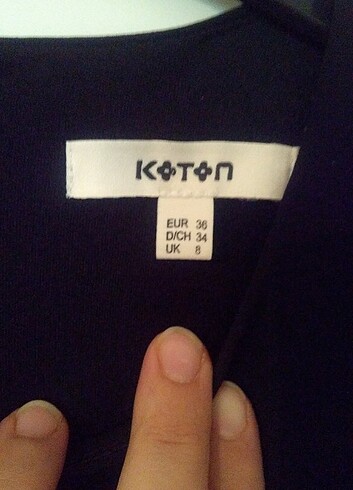 KOTON
EUR 36
D/CH 34
UK 8